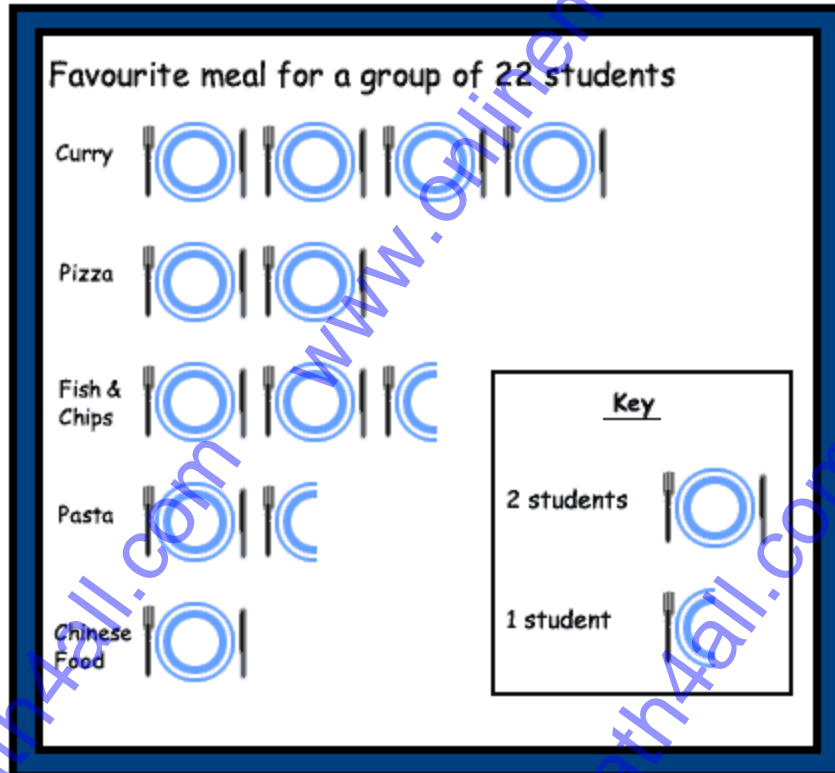 Favourite meal for a group of 22 students
Curry
Pizza
Fish &
Chips
Pasta
Chinese
Food
Key
2 students
1 student
www.onlinen
ath4all.com
ath4all.com